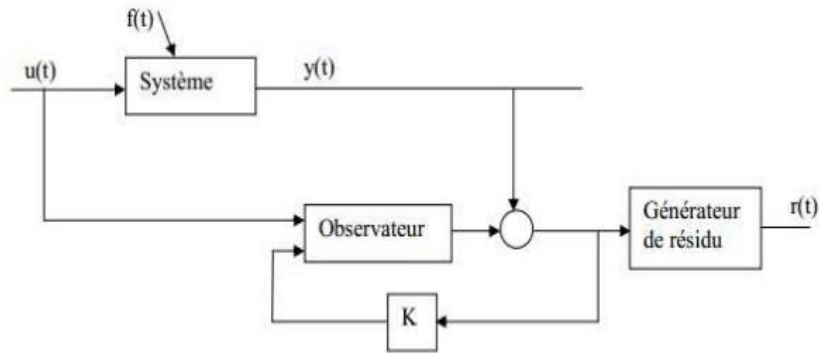 f(t)
u(t)
Système
y(t)
Observateur
Générateur
de résidu
r(t)
K